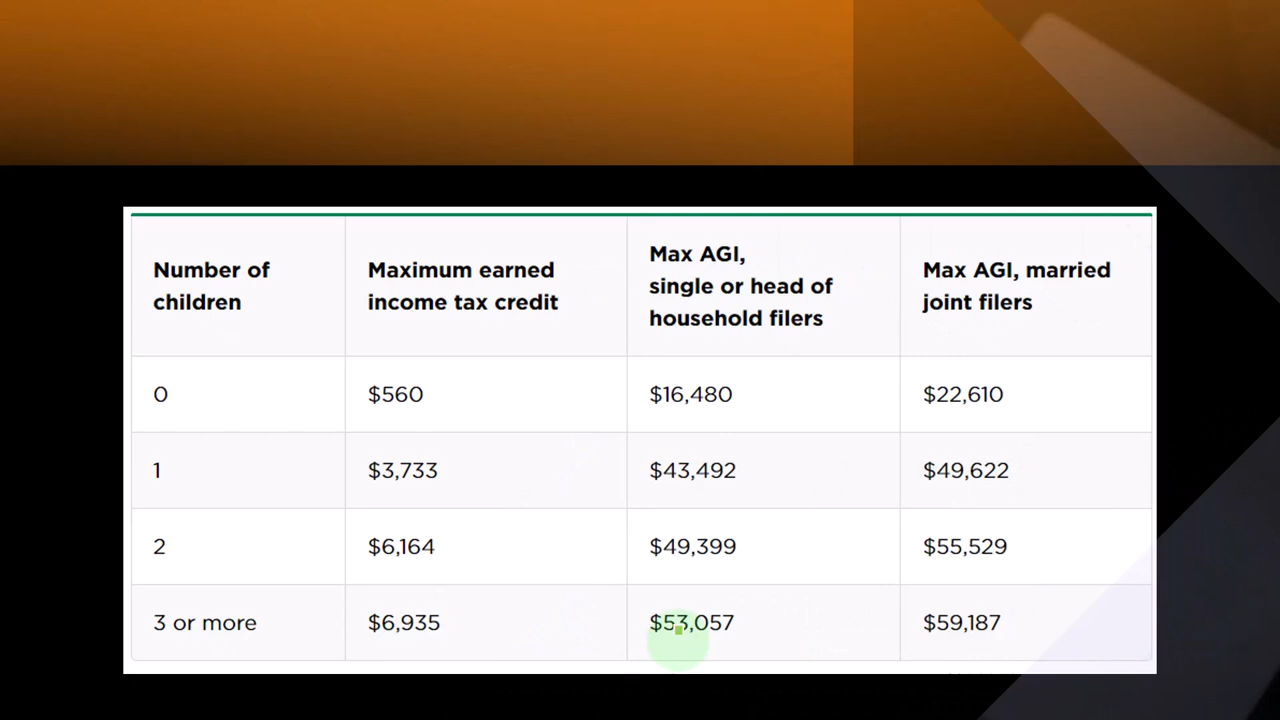 Number of
children
Maximum earned
income tax credit
Max AGI,
single or head of
household filers
Max AGI, married
joint filers
0
$560
$16,480
$22,610
1
$3,733
$43,492
$49,622
2
$6,164
$49,399
$55,529
3 or more
$6,935
$53,057
$59,187